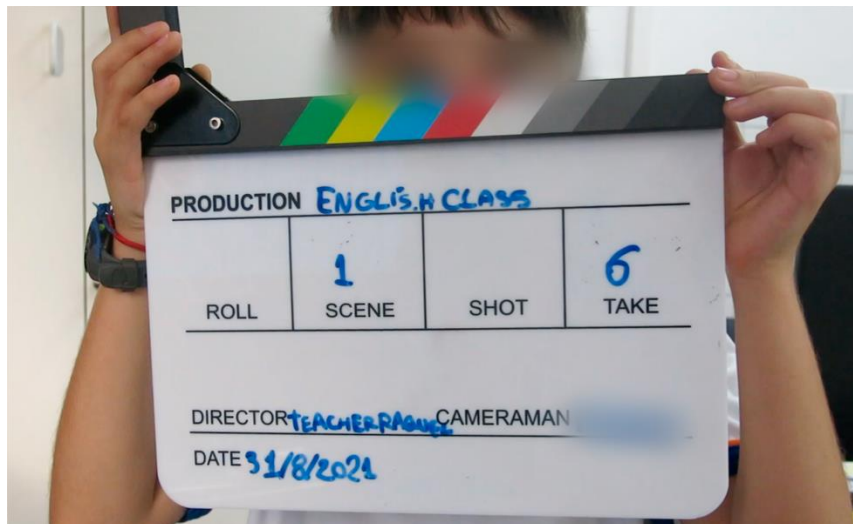 PRODUCTION ENGLiS.H CLASS
1 6
ROLL SCENE SHOT TAKE
DIRECTOR TEACHER RAQUEL CAMERAMAN
DATE 31/8/2021